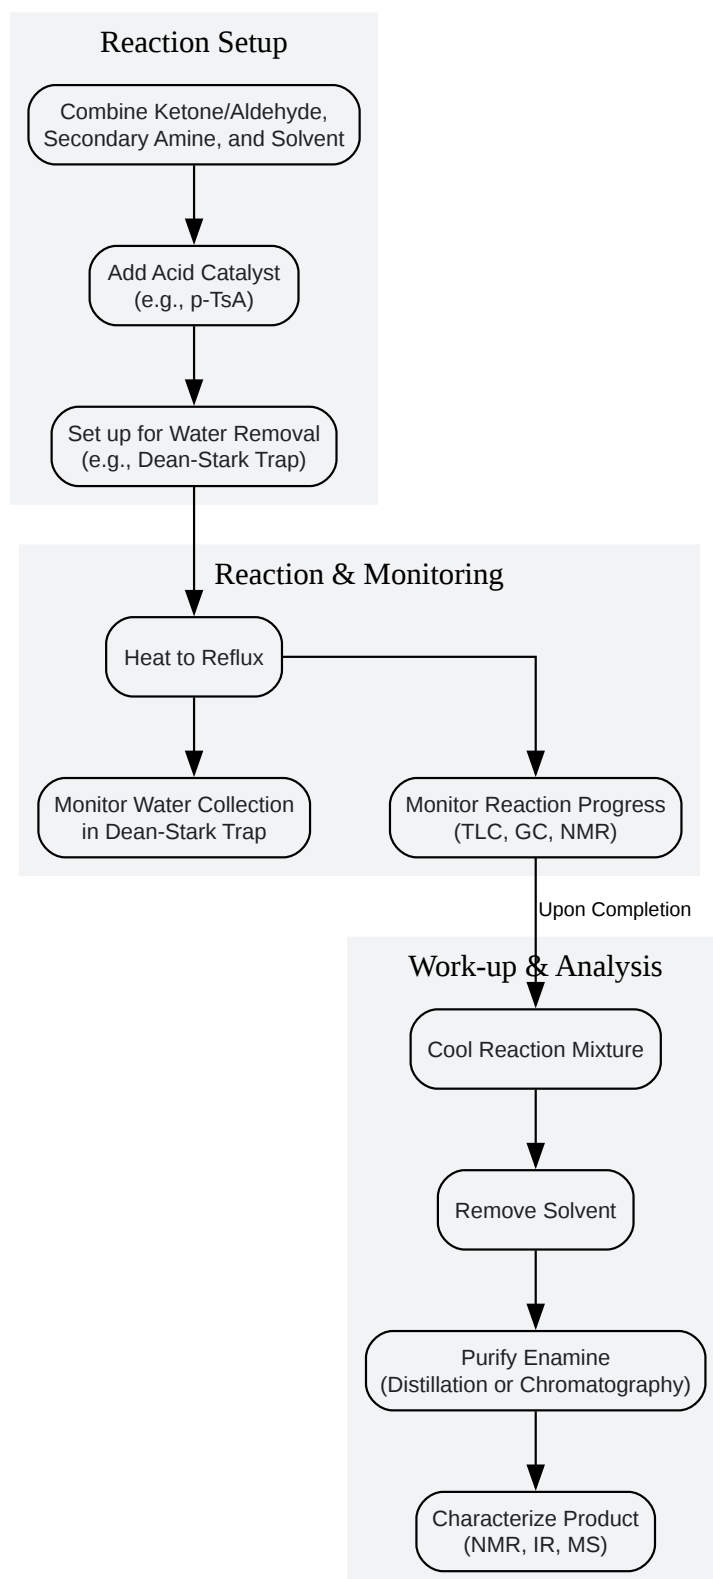 Reaction Setup
Combine Ketone/Aldehyde,
Secondary Amine, and Solvent
Add Acid Catalyst
(e.g., p-TsA)
Set up for Water Removal
(e.g., Dean-Stark Trap)
Reaction & Monitoring
Heat to Reflux
Monitor Water Collection
in Dean-Stark Trap
Monitor Reaction Progress
(TLC, GC, NMR)
Upon Completion
Work-up & Analysis
Cool Reaction Mixture
Remove Solvent
Purify Enamine
(Distillation or Chromatography)
Characterize Product
(NMR, IR, MS)